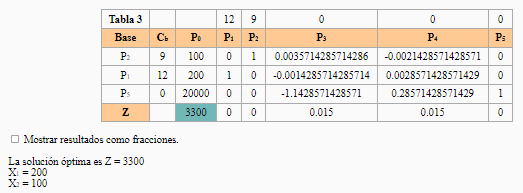 Tabla 3 12 9 0 0 0
Base Cb P0 P1 P2 P3 P4 P5
P2 9 100 0 1 0.0035714285714286 -0.0021428571428571 0
P1 12 200 1 0 -0.0014285714285714 0.0028571428571429 0
P5 0 20000 0 0 -1.1428571428571 0.28571428571429 1
Z 3300 0 0 0.015 0.015 0
Mostrar resultados como fracciones.
La solución óptima es Z = 3300
X1 = 200
X2 = 100